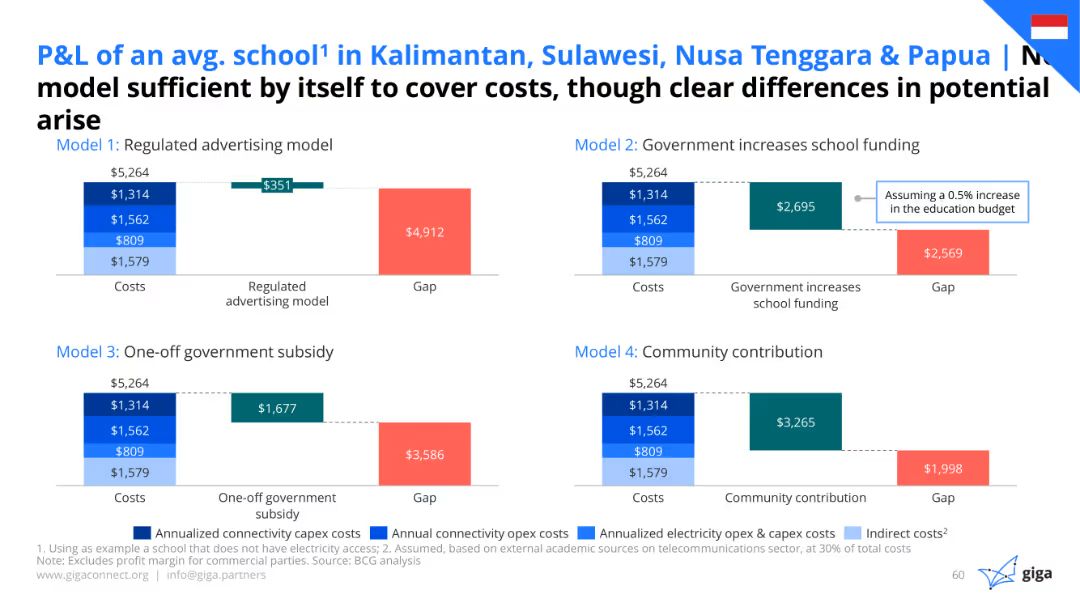 P&L of an avg. school¹ in Kalimantan, Sulawesi, Nusa Tenggara & Papua | No
model sufficient by itself to cover costs, though clear differences in potential
arise
Model 1: Regulated advertising model
$5,264
$1,314
$1,562
$809
$1,579
$351
$4,912
Costs
Regulated
advertising model
Gap
Model 2: Government increases school funding
$5,264
$1,314
$1,562
$809
$1,579
$2,695
Assuming a 0.5% increase
in the education budget
$2,569
Costs
Government increases
school funding
Gap
Model 3: One-off government subsidy
$5,264
$1,314
$1,562
$809
$1,579
$1,677
$3,586
Costs
One-off government
subsidy
Gap
Model 4: Community contribution
$5,264
$1,314
$1,562
$809
$1,579
$3,265
$1,998
Costs
Community contribution
Gap
Annualized connectivity capex costs
Annual connectivity opex costs
Annualized electricity opex & capex costs
Indirect costs²
1. Using as example a school that does not have electricity access; 2. Assumed, based on external academic sources on telecommunications sector, at 30% of total costs
Note: Excludes profit margin for commercial parties. Source: BCG analysis
www.gigaconnect.org | info@giga.partners
60
giga